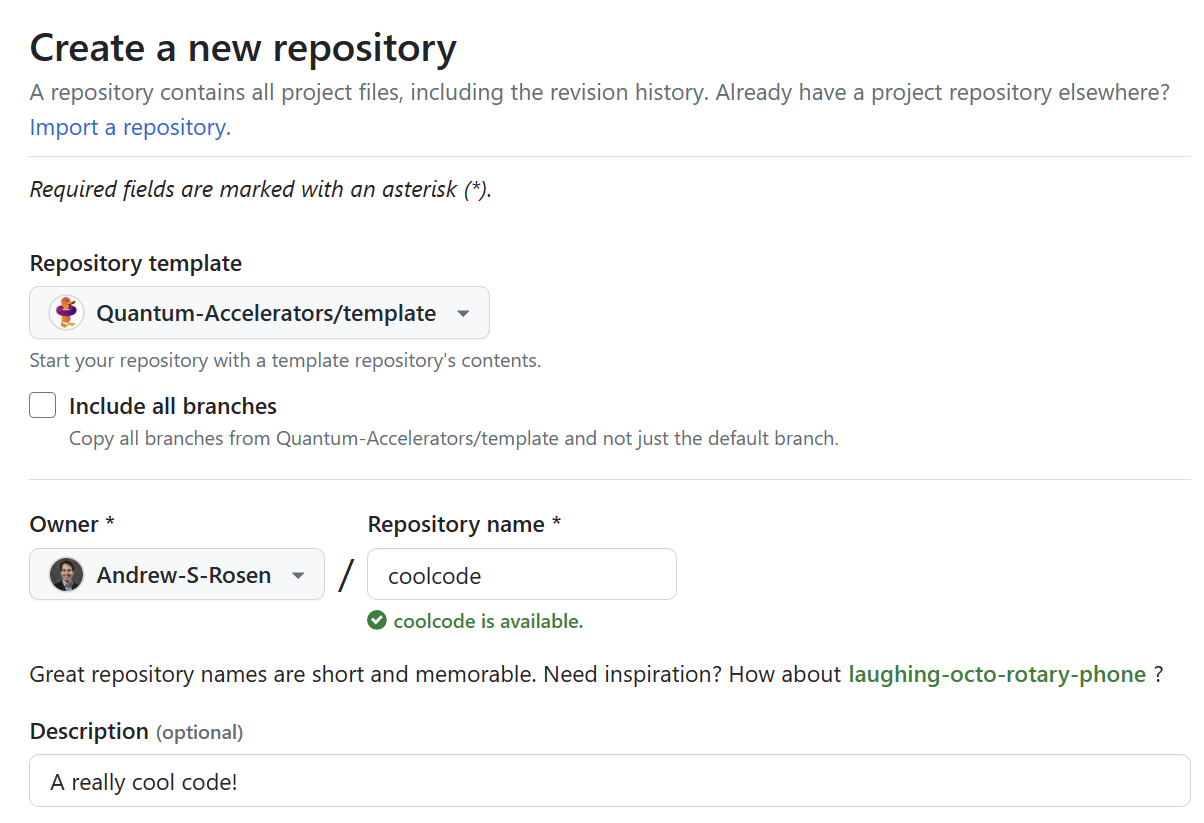 Create a new repository
A repository contains all project files, including the revision history. Already have a project repository elsewhere?
Import a repository.
Required fields are marked with an asterisk (*).
Repository template
Quantum-Accelerators/template
Start your repository with a template repository's contents.
Include all branches
Copy all branches from Quantum-Accelerators/template and not just the default branch.
Owner * Repository name *
Andrew-S-Rosen / coolcode
coolcode is available.
Great repository names are short and memorable. Need inspiration? How about laughing-octo-rotary-phone ?
Description (optional)
A really cool code!